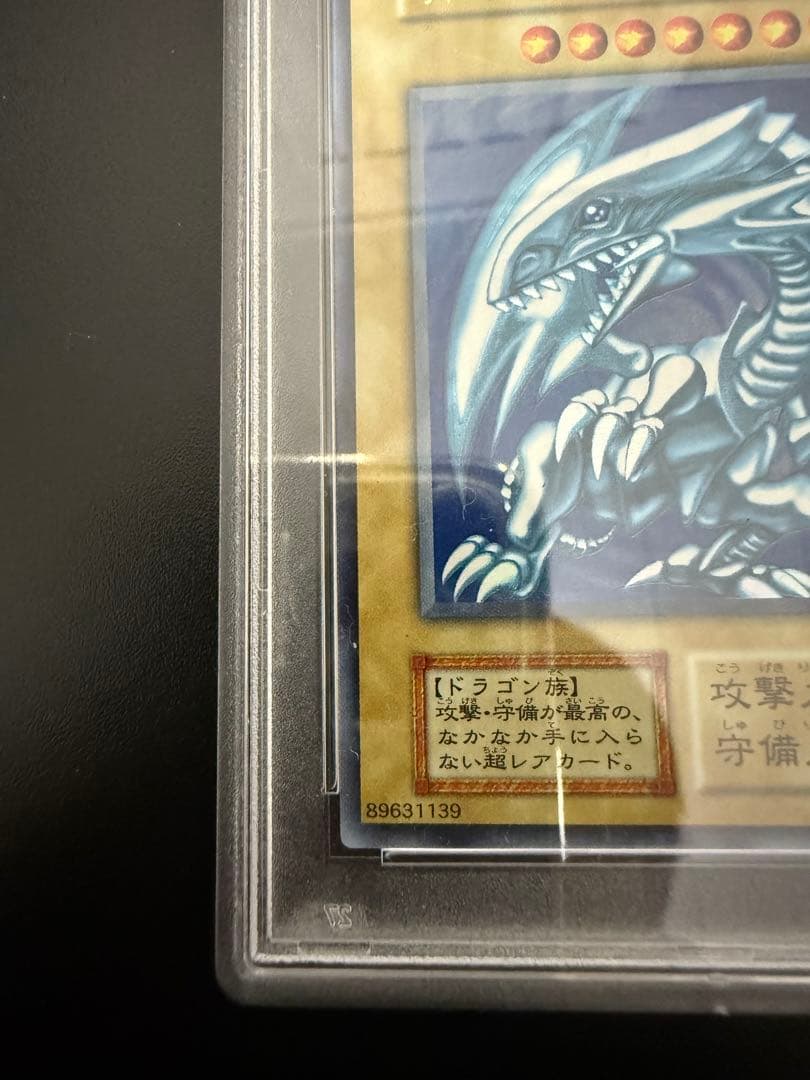 【ドラゴン族】
攻撃・守備が最高の、
なかなか手に入ら
ない超レアカード。
攻撃
守備
89631139
27